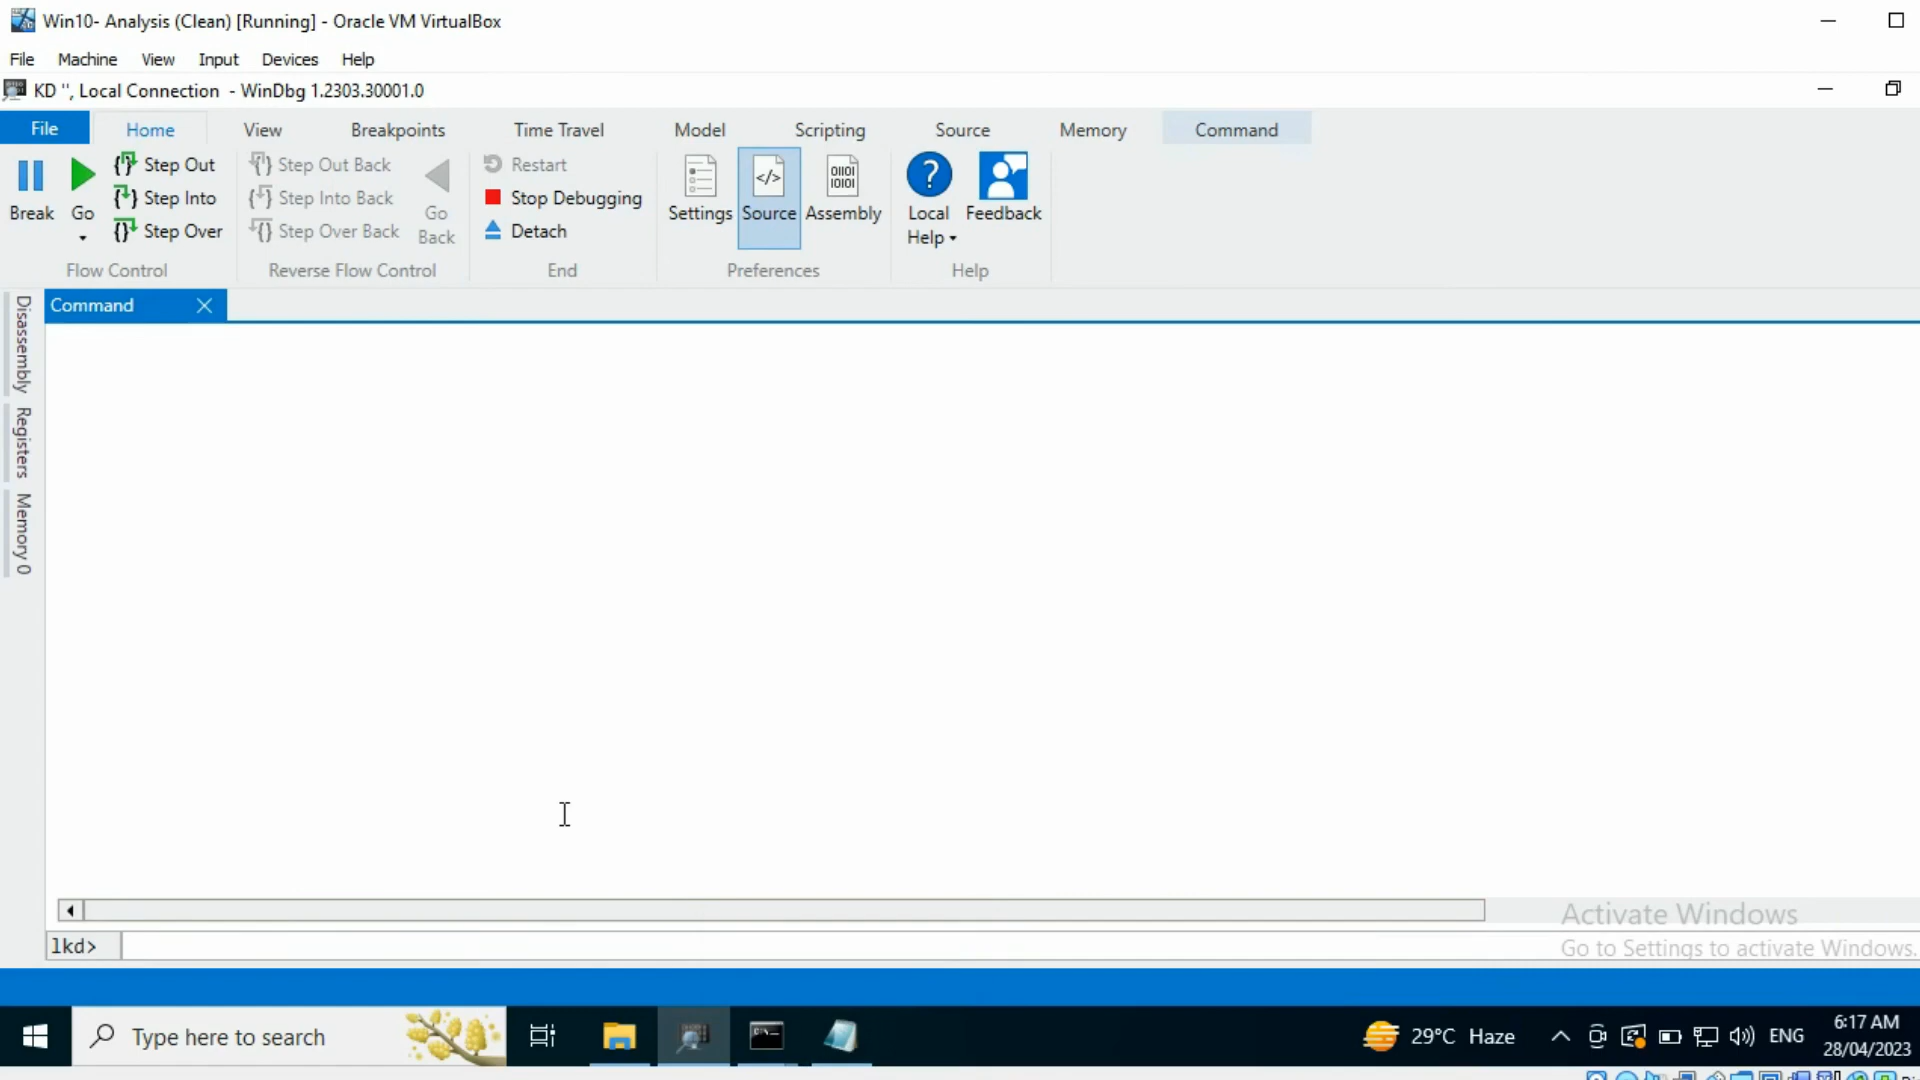 Win10- Analysis (Clean) [Running] - Oracle VM VirtualBox
File Machine View Input Devices Help
KD '', Local Connection - WinDbg 1.2303.30001.0
File Home View Breakpoints Time Travel Model Scripting Source Memory Command
Break
Go
Step Out
Step Into
Step Over
Flow Control
Step Out Back
Step Into Back
Step Over Back
Go
Back
Reverse Flow Control
Restart
Stop Debugging
Detach
End
Settings
Source
Assembly
Preferences
Local
Help
Feedback
Help
Disassembly
Registers
Memory 0
Command
lkd>
Activate Windows
Go to Settings to activate Windows.
Type here to search
29°C Haze
ENG
6:17 AM
28/04/2023